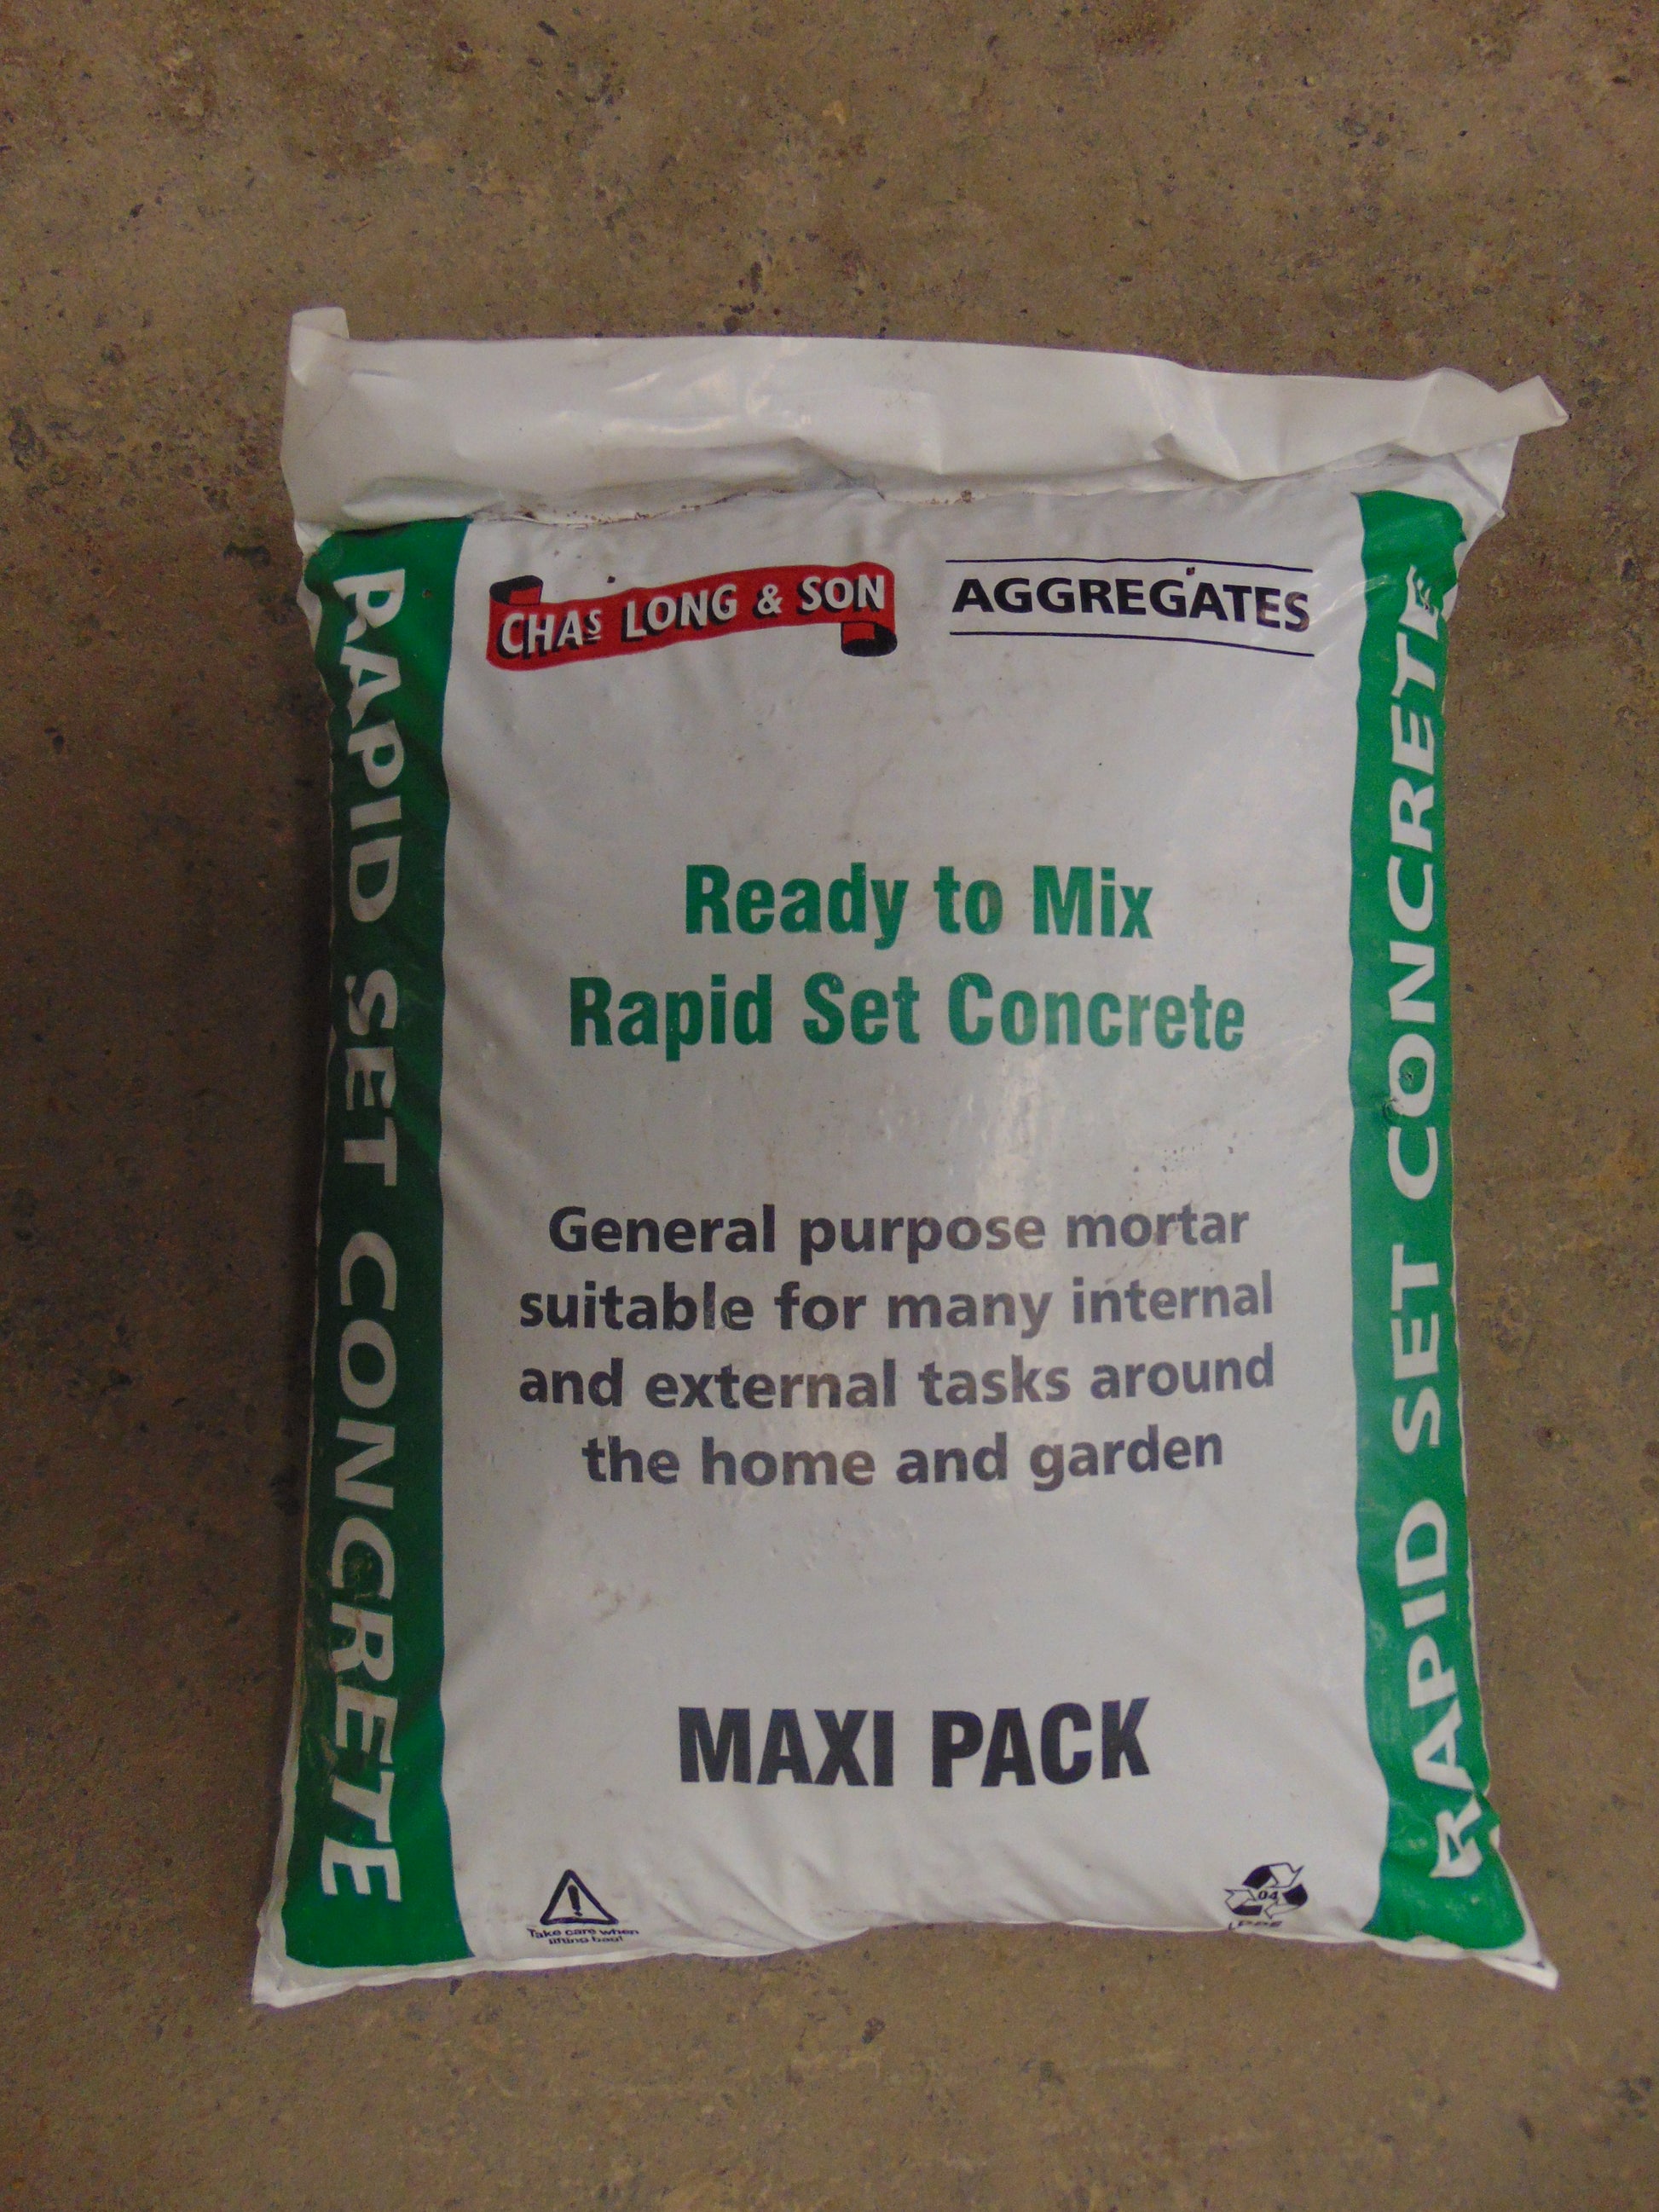 CHAS LONG & SON
AGGREGATES
RAPID SET CONCRETE
Ready to Mix
Rapid Set Concrete
General purpose mortar
suitable for many internal
and external tasks around
the home and garden
MAXI PACK
Take care when
lifting bag!
04
LDPE
RAPID SET CONCRETE